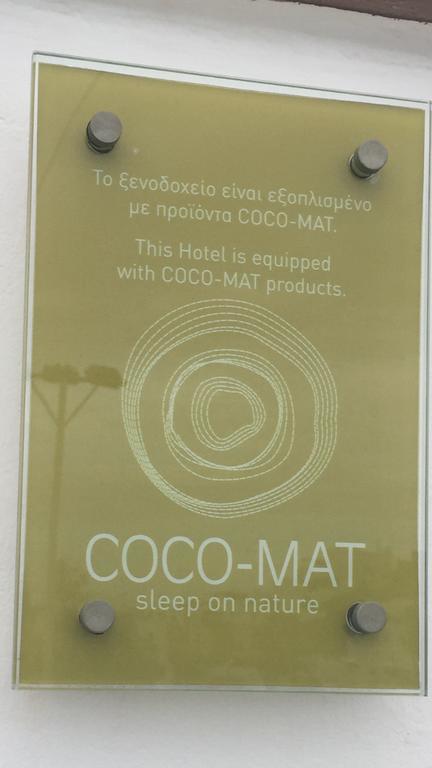 Το ξενοδοχείο είναι εξοπλισμένο
με προϊόντα COCO-MAT.
This Hotel is equipped
with COCO-MAT products.
COCO-MAT
sleep on nature